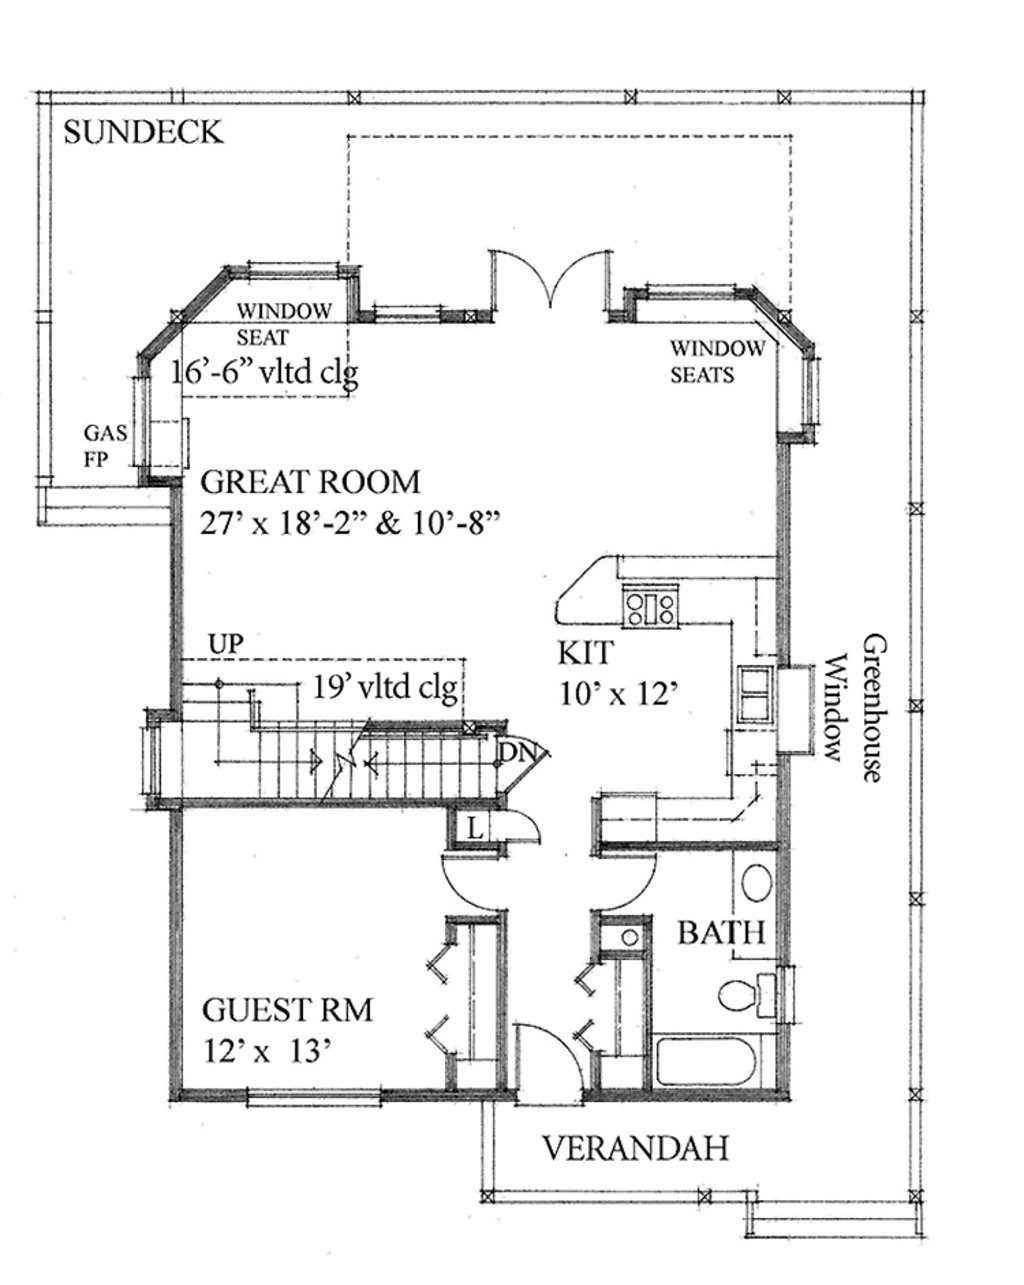 SUNDECK
WINDOW
SEAT
16’-6” vltd clg
WINDOW
SEATS
GAS
FP
GREAT ROOM
27’ x 18’-2” & 10’-8”
UP
19’ vltd clg
KIT
10’ x 12’
Greenhouse
Window
DN
L
BATH
GUEST RM
12’ x 13’
VERANDAH